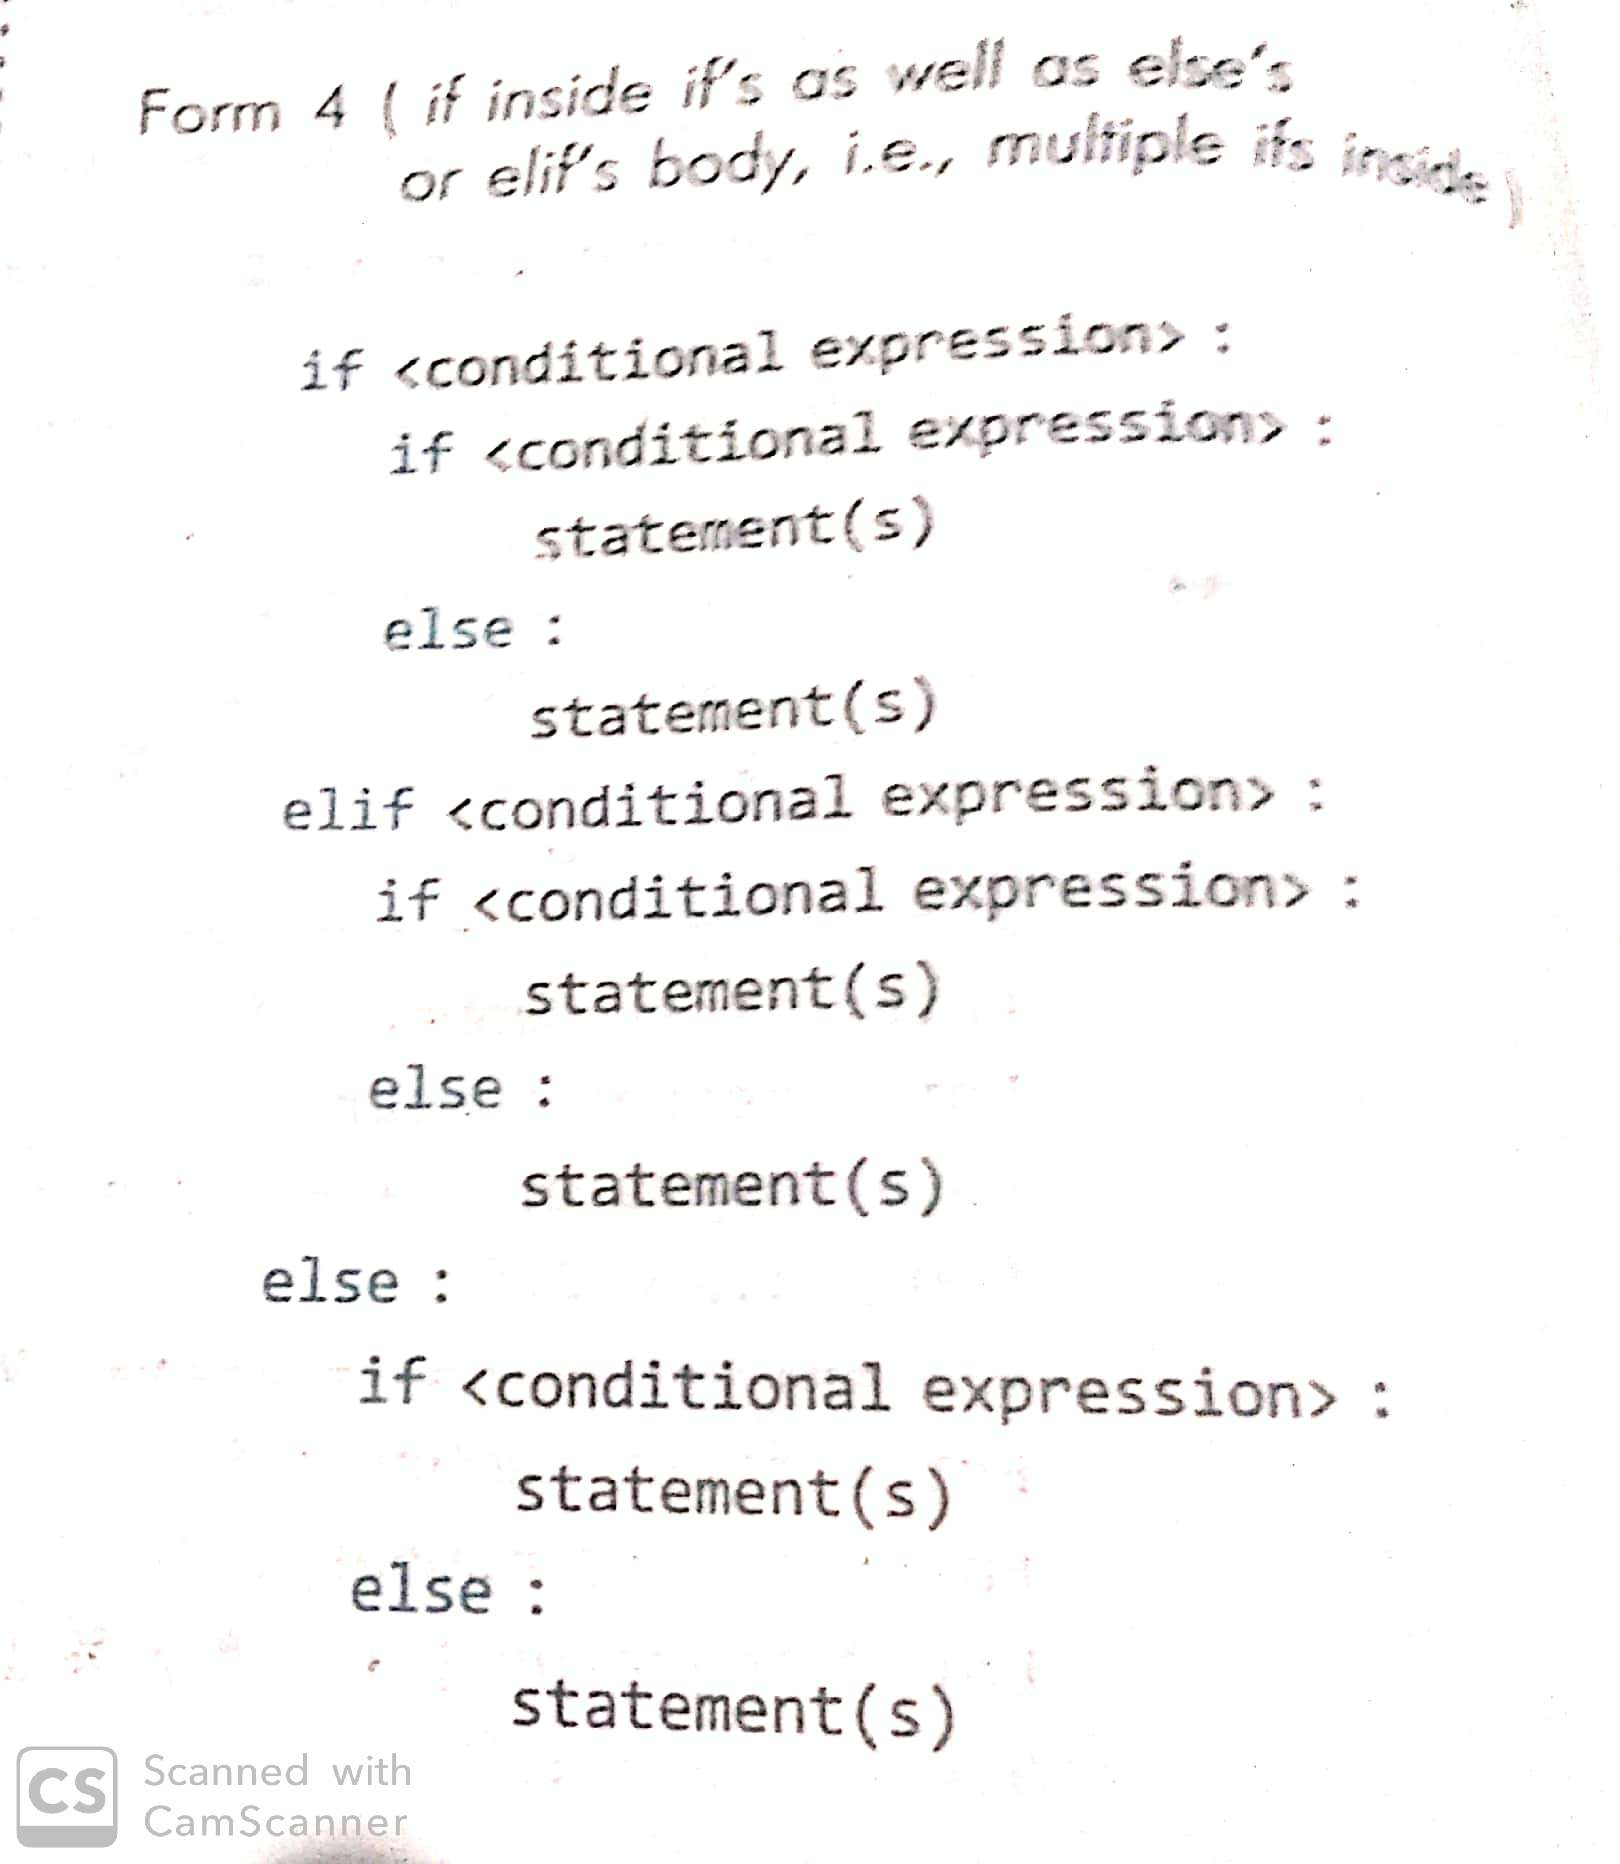 Form 4 ( if inside if's as well as else's
or elif's body, i.e., multiple ifs inside)
if <conditional expression> :
if <conditional expression> :
statement(s)
else :
statement(s)
elif <conditional expression> :
if <conditional expression> :
statement(s)
else :
statement(s)
else :
if <conditional expression> :
statement(s)
else :
statement(s)
CS
Scanned with
CamScanner